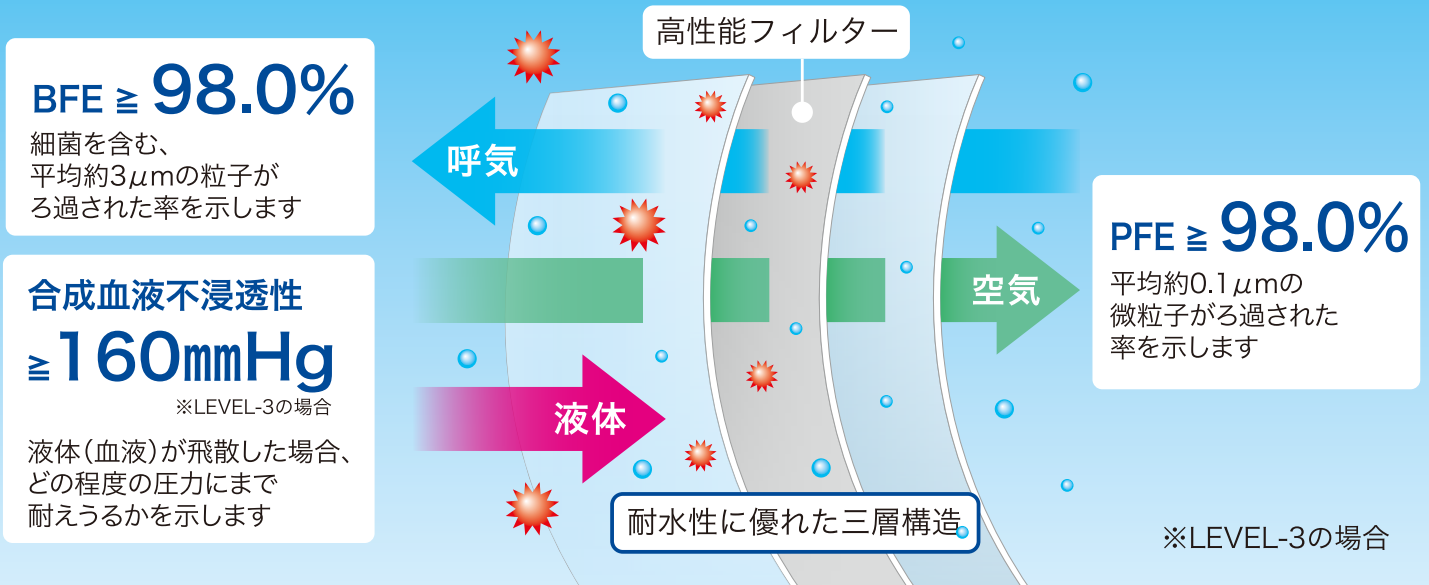 高性能フィルター
BFE ≧ 98.0%
細菌を含む、
平均約3μmの粒子が
ろ過された率を示します
呼気
合成血液不浸透性
≧160mmHg
※LEVEL-3の場合
液体（血液）が飛散した場合、
どの程度の圧力にまで
耐えうるかを示します
液体
空気
PFE ≧ 98.0%
平均約0.1μmの
微粒子がろ過された
率を示します
耐水性に優れた三層構造
※LEVEL-3の場合